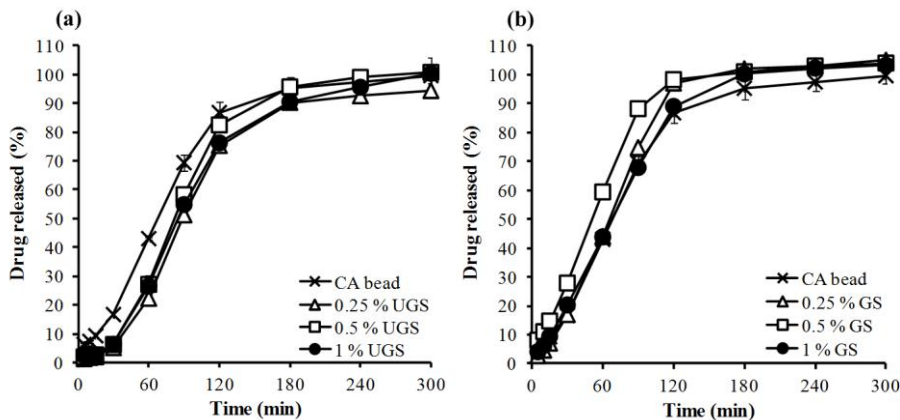 (a)
110
100
90
80
70
60
50
40
30
20
10
0
Drug released (%)
CA bead
0.25 % UGS
0.5 % UGS
1 % UGS
0 60 120 180 240 300
Time (min)
(b)
110
100
90
80
70
60
50
40
30
20
10
0
Drug released (%)
CA bead
0.25 % GS
0.5 % GS
1 % GS
0 60 120 180 240 300
Time (min)